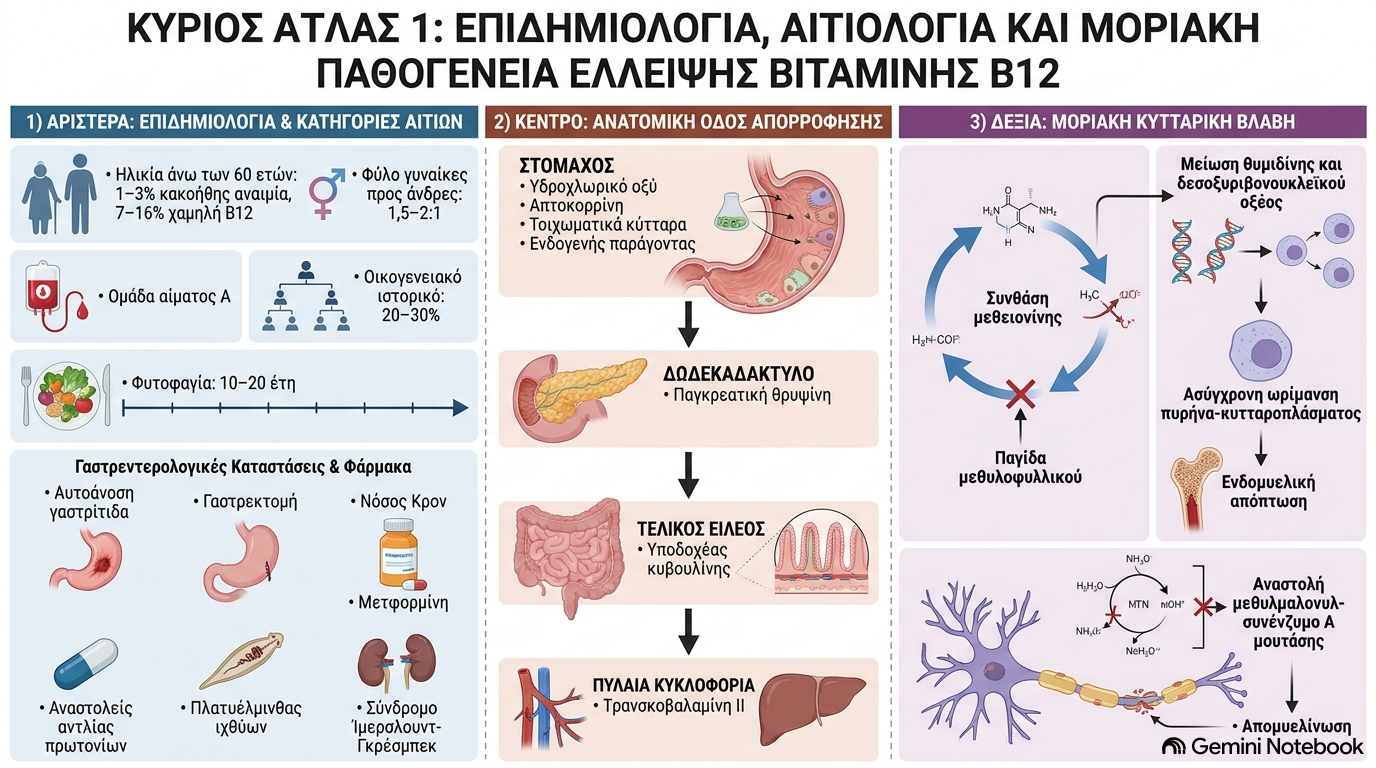 ΚΥΡΙΟΣ ΑΤΛΑΣ 1: ΕΠΙΔΗΜΙΟΛΟΓΙΑ, ΑΙΤΙΟΛΟΓΙΑ ΚΑΙ ΜΟΡΙΑΚΗ
ΠΑΘΟΓΕΝΕΙΑ ΕΛΛΕΙΨΗΣ ΒΙΤΑΜΙΝΗΣ Β12
1) ΑΡΙΣΤΕΡΑ: ΕΠΙΔΗΜΙΟΛΟΓΙΑ & ΚΑΤΗΓΟΡΙΕΣ ΑΙΤΙΩΝ
• Ηλικία άνω των 60 ετών:
1–3% κακοήθης αναιμία,
7–16% χαμηλή Β12
• Φύλο γυναίκες
προς άνδρες:
1,5–2:1
• Ομάδα αίματος Α
• Οικογενειακό
ιστορικό:
20–30%
• Φυτοφαγία: 10–20 έτη
Γαστρεντερολογικές Καταστάσεις & Φάρμακα
• Αυτοάνοση
γαστρίτιδα
• Γαστρεκτομή
• Νόσος Κρον
• Μετφορμίνη
• Αναστολείς
αντλίας
πρωτονίων
• Πλατυέλμινθας
ιχθύων
• Σύνδρομο
Ίμερσλουντ-
Γκρέσμπεκ
2) ΚΕΝΤΡΟ: ΑΝΑΤΟΜΙΚΗ ΟΔΟΣ ΑΠΟΡΡΟΦΗΣΗΣ
ΣΤΟΜΑΧΟΣ
• Υδροχλωρικό οξύ
• Απτοκορρίνη
• Τοιχωματικά κύτταρα
• Ενδογενής παράγοντας
ΔΩΔΕΚΑΔΑΚΤΥΛΟ
• Παγκρεατική θρυψίνη
ΤΕΛΙΚΟΣ ΕΙΛΕΟΣ
• Υποδοχέας
κυβουλίνης
ΠΥΛΑΙΑ ΚΥΚΛΟΦΟΡΙΑ
• Τρανσκοβαλαμίνη ΙΙ
3) ΔΕΞΙΑ: ΜΟΡΙΑΚΗ ΚΥΤΤΑΡΙΚΗ ΒΛΑΒΗ
O
NH₂
H
H₃C
Συνθάση
μεθειονίνης
Παγίδα
μεθυλοφυλλικού
Μείωση θυμιδίνης και
δεσοξυριβονουκλεϊκού
οξέος
Ασύγχρονη ωρίμανση
πυρήνα-κυτταροπλάσματος
Ενδομυελική
απόπτωση
MTN
Αναστολή
μεθυλμαλονυλ-
συνένζυμο Α
μουτάσης
• Απομυελίνωση
Gemini Notebook